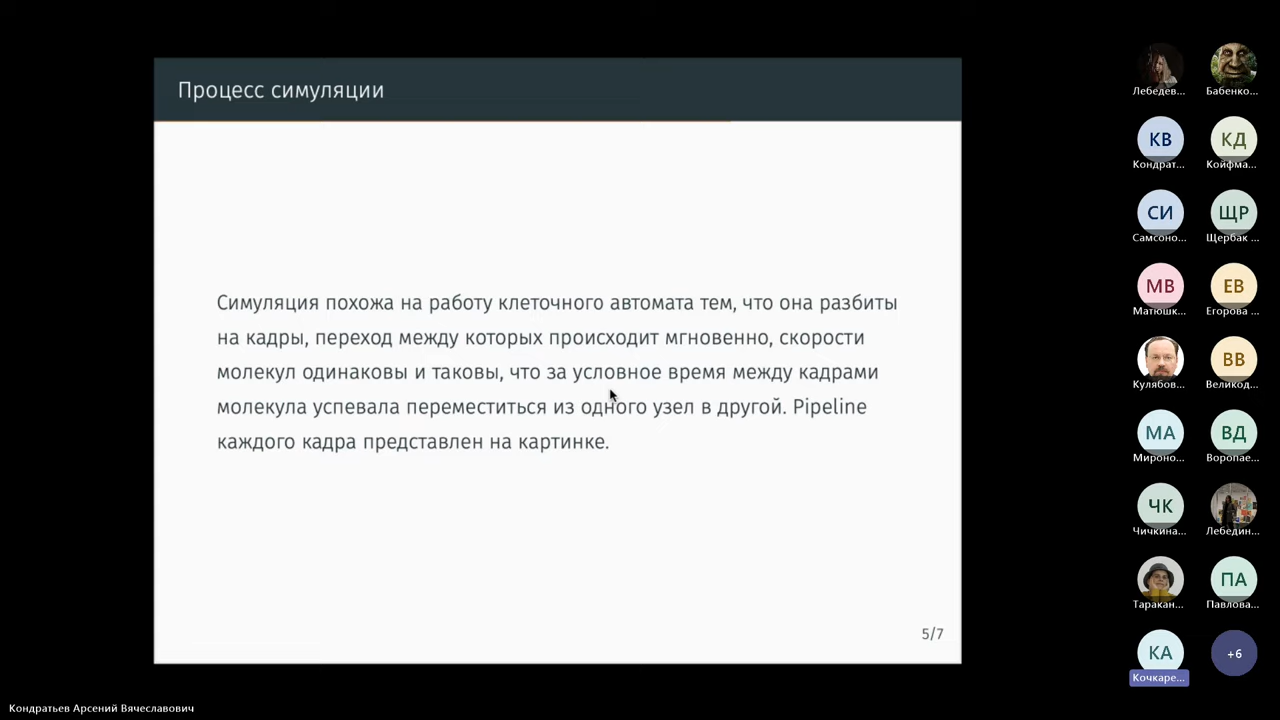 Процесс симуляции
Симуляция похожа на работу клеточного автомата тем, что она разбиты
на кадры, переход между которых происходит мгновенно, скорости
молекул одинаковы и таковы, что за условное время между кадрами
молекула успевала переместиться из одного узел в другой. Pipeline
каждого кадра представлен на картинке.
5/7
Лебедев...
Бабенко...
КВ
Кондрат...
КД
Койфма...
СИ
Самсоно...
ЩР
Щербак ...
МВ
Матюшк...
ЕВ
Егорова ...
Кулябов...
ВВ
Великод...
МА
Мироно...
ВД
Воропае...
ЧК
Чичкина...
Лебедин...
Таракан...
ПА
Павлова...
КА
Кочкаре...
+6
Кондратьев Арсений Вячеславович